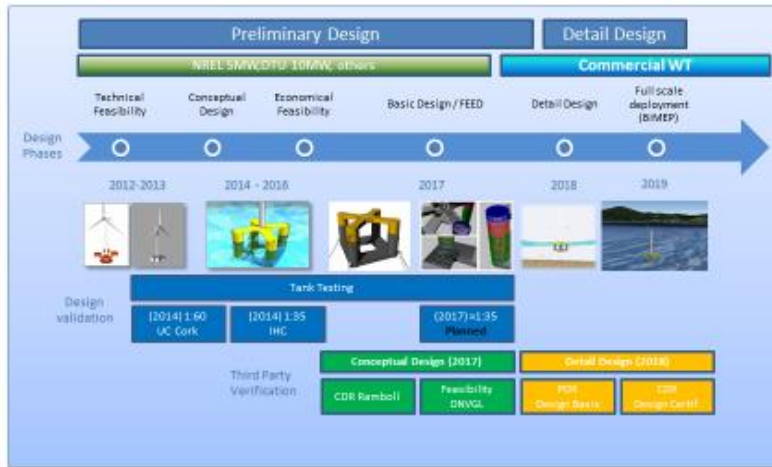 Preliminary Design
Detail Design
NREL 5MW,DTU 10MW, others
Commercial WT
Technical
Feasibility
Conceptual
Design
Economical
Feasibility
Basic Design / FEED
Detail Design
Full scale
deployment
(BIMEP)
Design
Phases
2012-2013
2014 - 2016
2017
2018
2019
Tank Testing
Design
validation
(2014) 1:60
UC Cork
(2014) 1:35
IHC
(2017)≈1:35
Planned
Third Party
Verification
Conceptual Design (2017)
Detail Design (2018)
CDR Ramboll
Feasibility
DNVGL
Design Basis
Design Certif